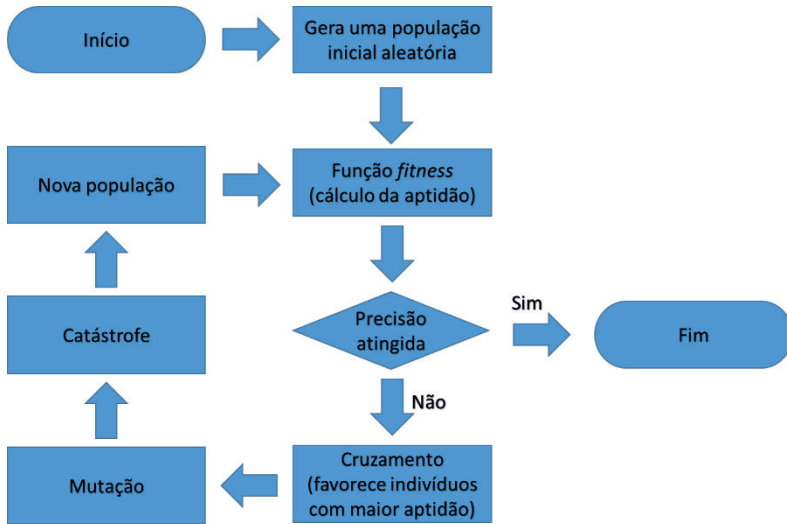 Início
Gera uma população
inicial aleatória
Nova população
Função fitness
(cálculo da aptidão)
Catástrofe
Precisão
atingida
Sim
Fim
Não
Mutação
Cruzamento
(favorece indivíduos
com maior aptidão)